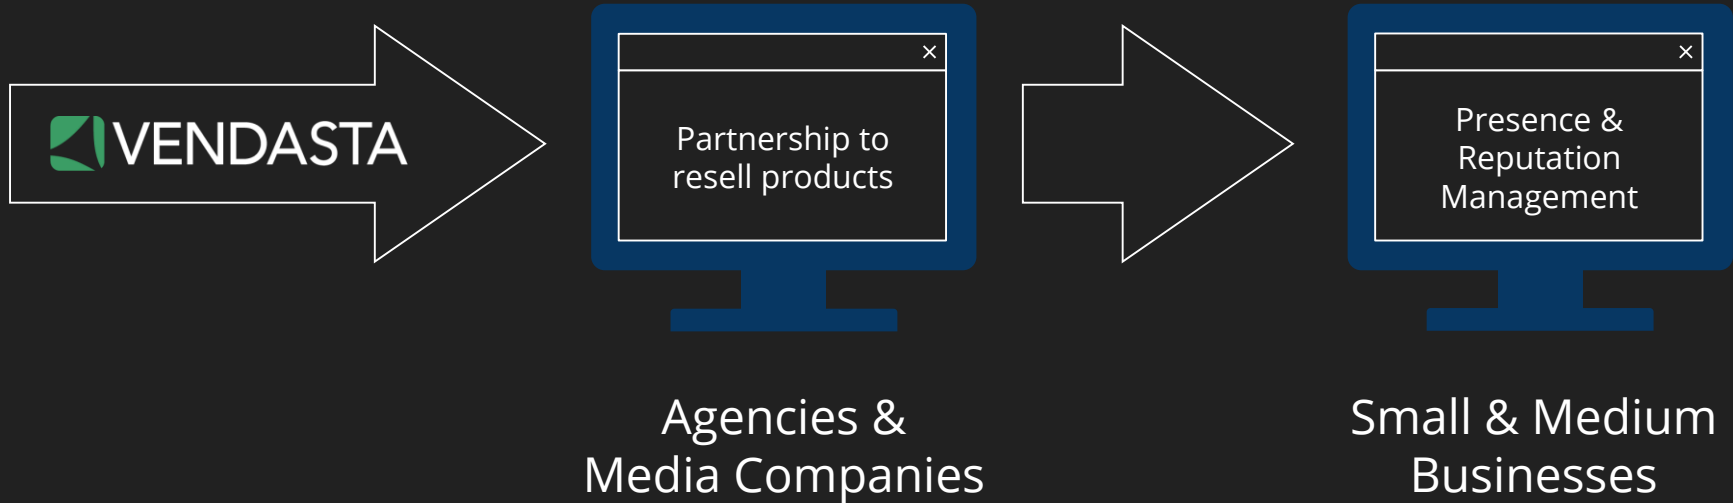 VENDASTA
×
Partnership to
resell products
×
Presence &
Reputation
Management
Agencies &
Media Companies
Small & Medium
Businesses